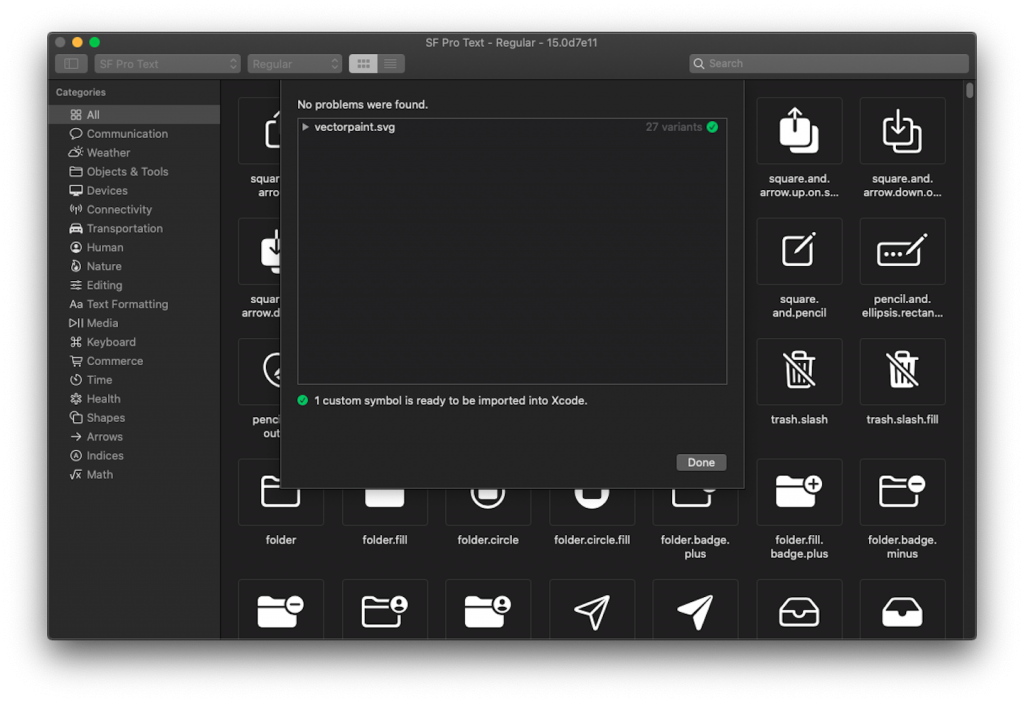 SF Pro Text - Regular - 15.0d7e11
SF Pro Text
Regular
Search
Categories
All
Communication
Weather
Objects & Tools
Devices
Connectivity
Transportation
Human
Nature
Editing
Aa Text Formatting
Media
Keyboard
Commerce
Time
Health
Shapes
Arrows
Indices
Math
No problems were found.
vectorpaint.svg
27 variants
1 custom symbol is ready to be imported into Xcode.
Done
squar
arro
square.and.
arrow.up.on.s...
square.and.
arrow.down.o...
squar
arrow.d
square.
and.pencil
pencil.and.
ellipsis.rectan...
penci
out
trash.slash
trash.slash.fill
folder
folder.fill
folder.circle
folder.circle.fill
folder.badge.
plus
folder.fill.
badge.plus
folder.badge.
minus